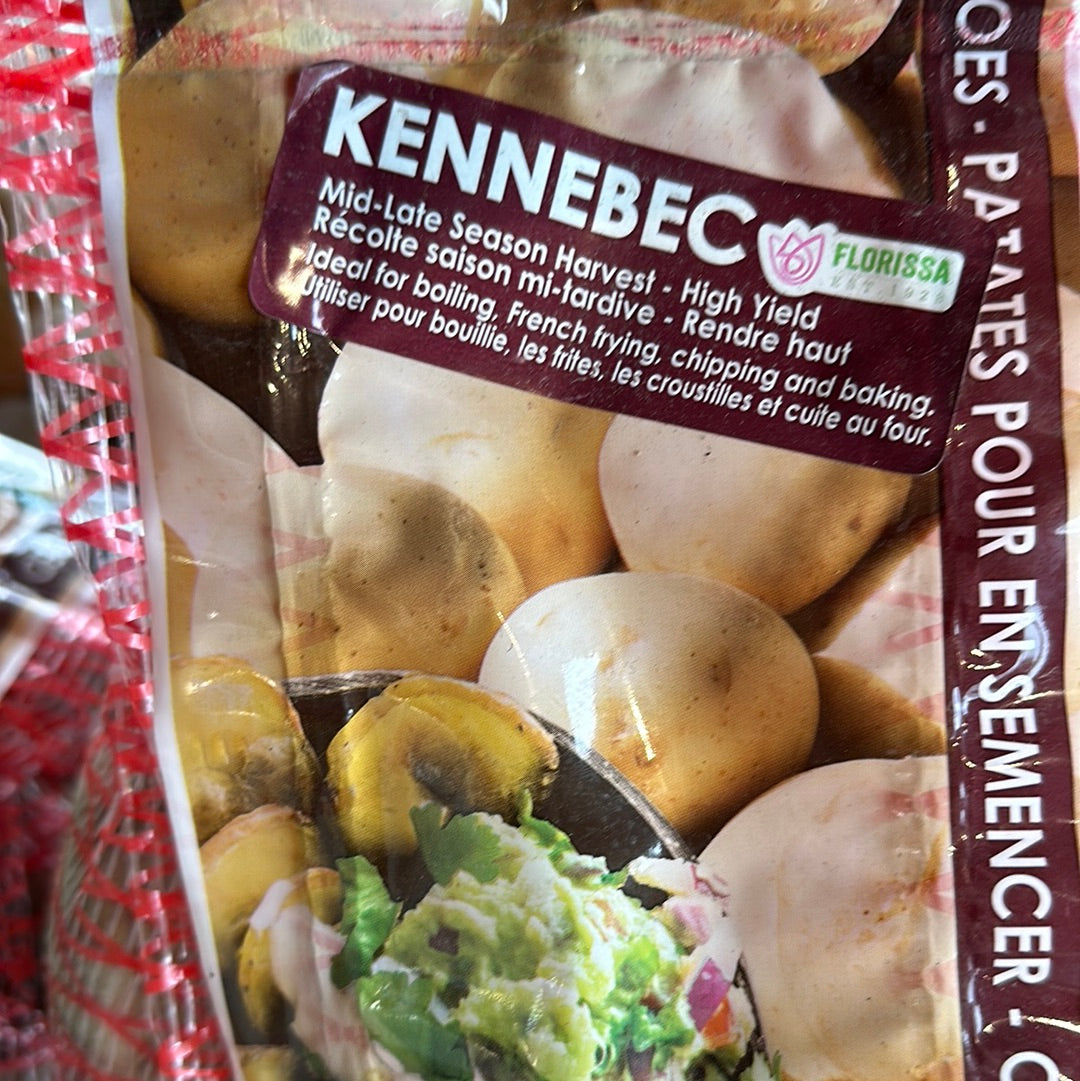 KENNEBEC
Mid-Late Season Harvest - High Yield
Récolte saison mi-tardive - Rendre haut
Ideal for boiling, French frying, chipping and baking.
Utiliser pour bouillie, les frites, les croustilles et cuite au four.
FLORISSA
EST. 1928
OES - PATATES POUR ENSEMENCER -